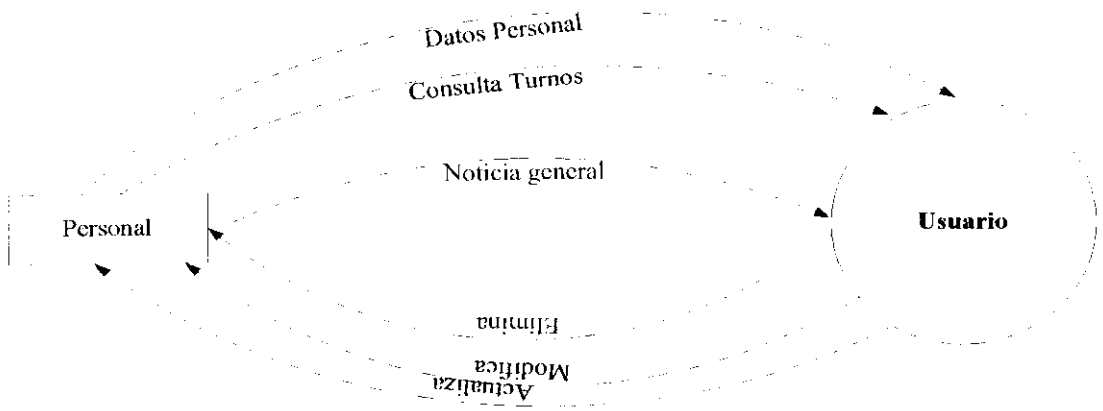 Datos Personal
Consulta Turnos
Noticia general
Personal
Usuario
Elimina
Modifica
Actualiza